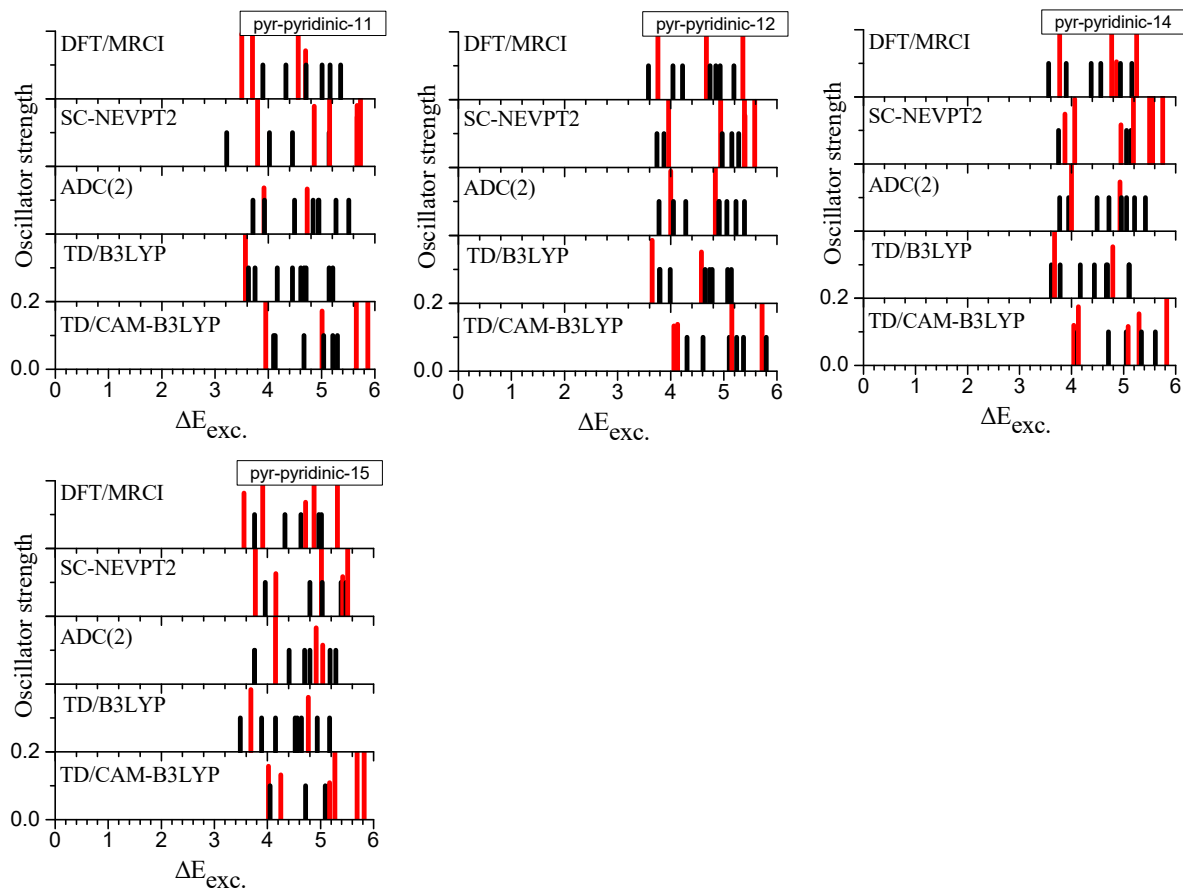 pyr-pyridinic-11
DFT/MRCI
SC-NEVPT2
ADC(2)
TD/B3LYP
TD/CAM-B3LYP
Oscillator strength
0.2
0.0
0 1 2 3 4 5 6
ΔEexc.
pyr-pyridinic-12
DFT/MRCI
SC-NEVPT2
ADC(2)
TD/B3LYP
TD/CAM-B3LYP
Oscillator strength
0.2
0.0
0 1 2 3 4 5 6
ΔEexc.
pyr-pyridinic-14
DFT/MRCI
SC-NEVPT2
ADC(2)
TD/B3LYP
TD/CAM-B3LYP
Oscillator strength
0.2
0.0
0 1 2 3 4 5 6
ΔEexc.
pyr-pyridinic-15
DFT/MRCI
SC-NEVPT2
ADC(2)
TD/B3LYP
TD/CAM-B3LYP
Oscillator strength
0.2
0.0
0 1 2 3 4 5 6
ΔEexc.